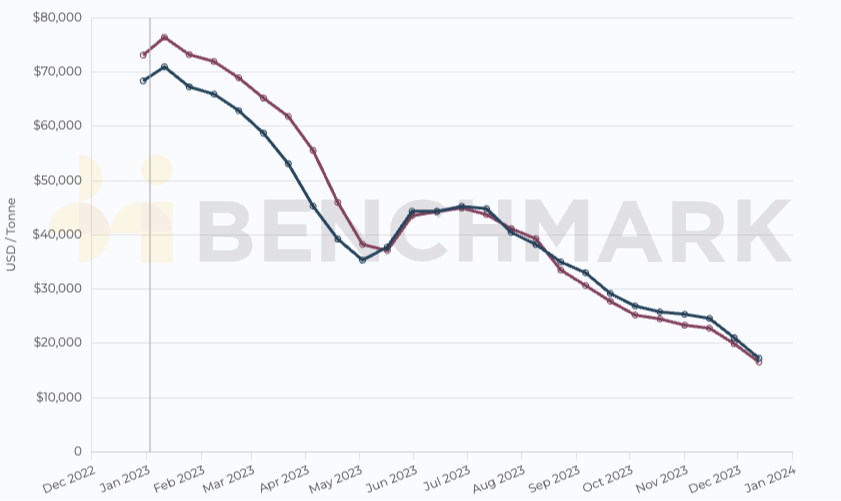 $80,000
$70,000
$60,000
$50,000
$40,000
$30,000
$20,000
$10,000
0
USD / Tonne
BENCHMARK
Dec 2022
Jan 2023
Feb 2023
Mar 2023
Apr 2023
May 2023
Jun 2023
Jul 2023
Aug 2023
Sep 2023
Oct 2023
Nov 2023
Dec 2023
Jan 2024